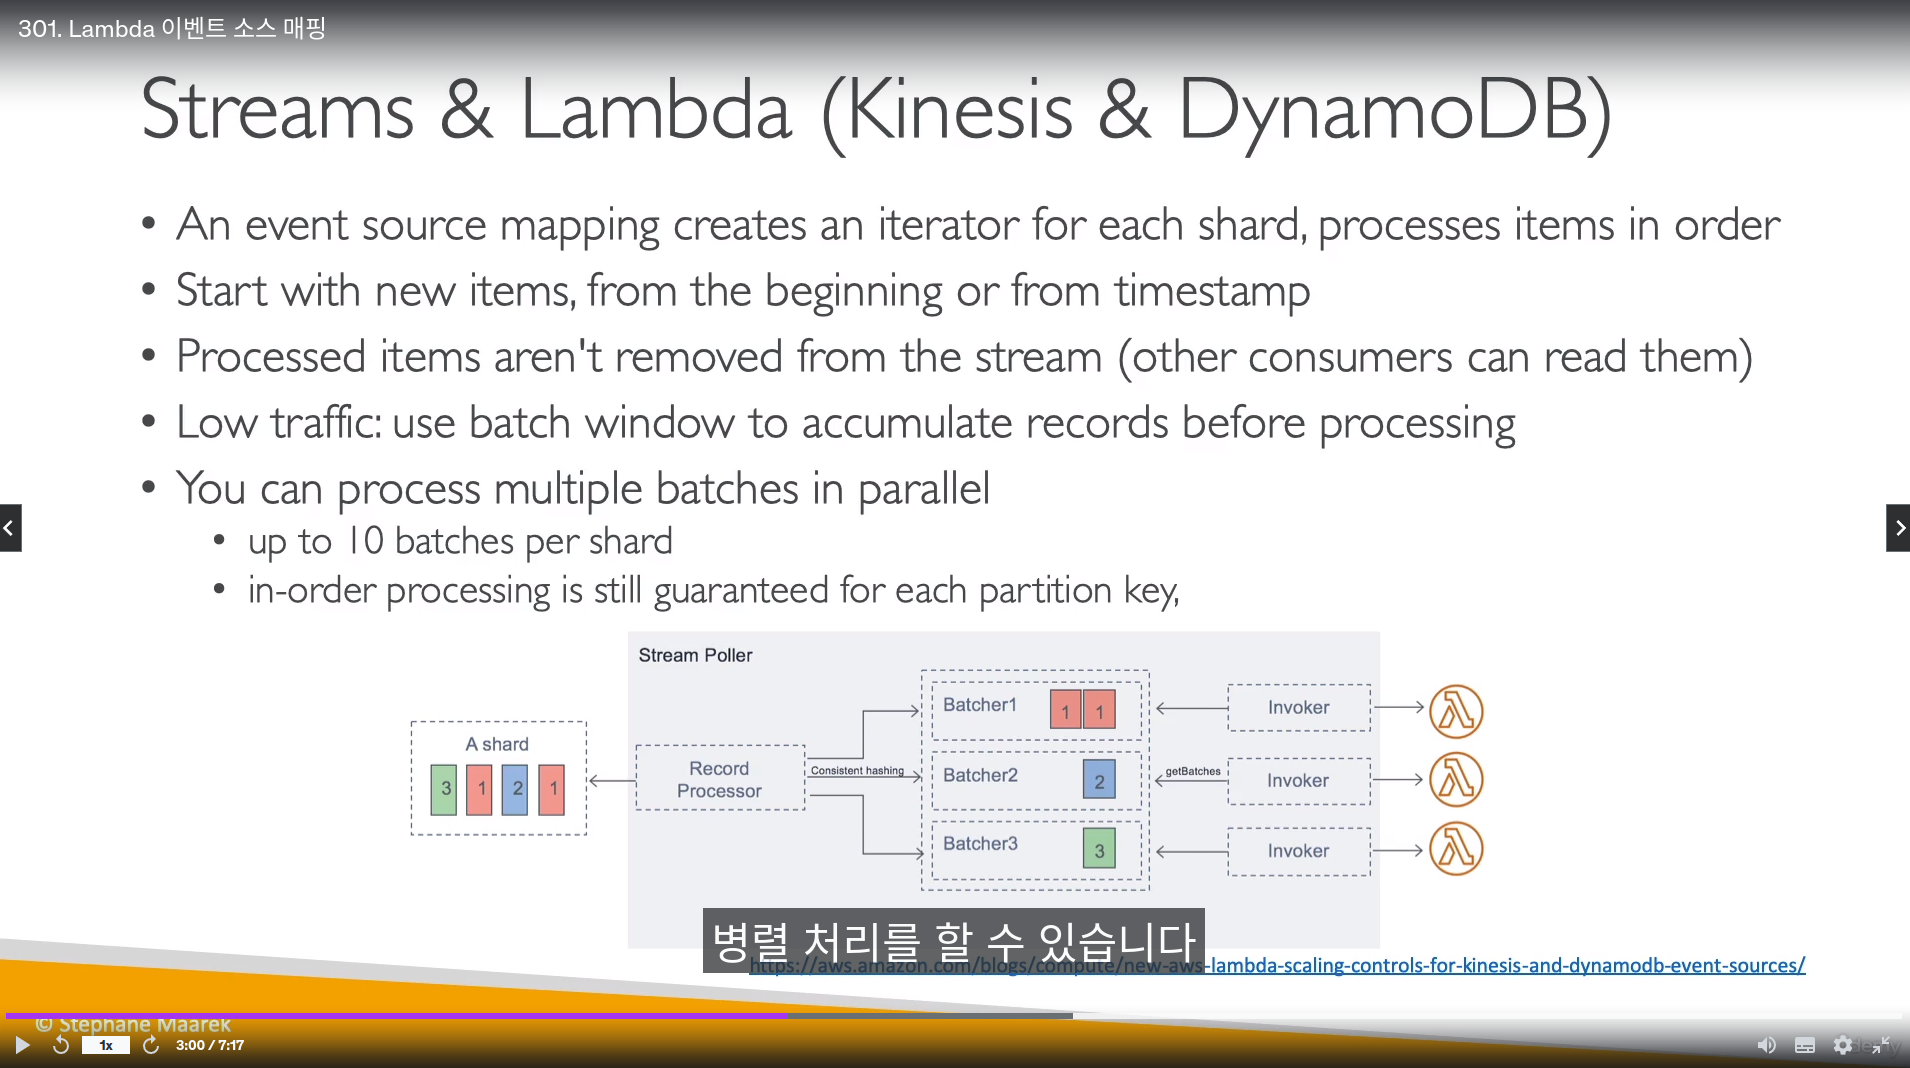 301. Lambda 이벤트 소스 매핑
Streams & Lambda (Kinesis & DynamoDB)
• An event source mapping creates an iterator for each shard, processes items in order
• Start with new items, from the beginning or from timestamp
• Processed items aren't removed from the stream (other consumers can read them)
• Low traffic: use batch window to accumulate records before processing
• You can process multiple batches in parallel
• up to 10 batches per shard
• in-order processing is still guaranteed for each partition key,
Stream Poller
A shard
3 1 2 1
Record
Processor
Consistent hashing
Batcher1
1 1
Batcher2
2
Batcher3
3
getBatches
Invoker
Invoker
Invoker
병렬 처리를 할 수 있습니다
https://aws.amazon.com/blogs/compute/new-aws-lambda-scaling-controls-for-kinesis-and-dynamodb-event-sources/
© Stephane Maarek
1x
3:00 / 7:17